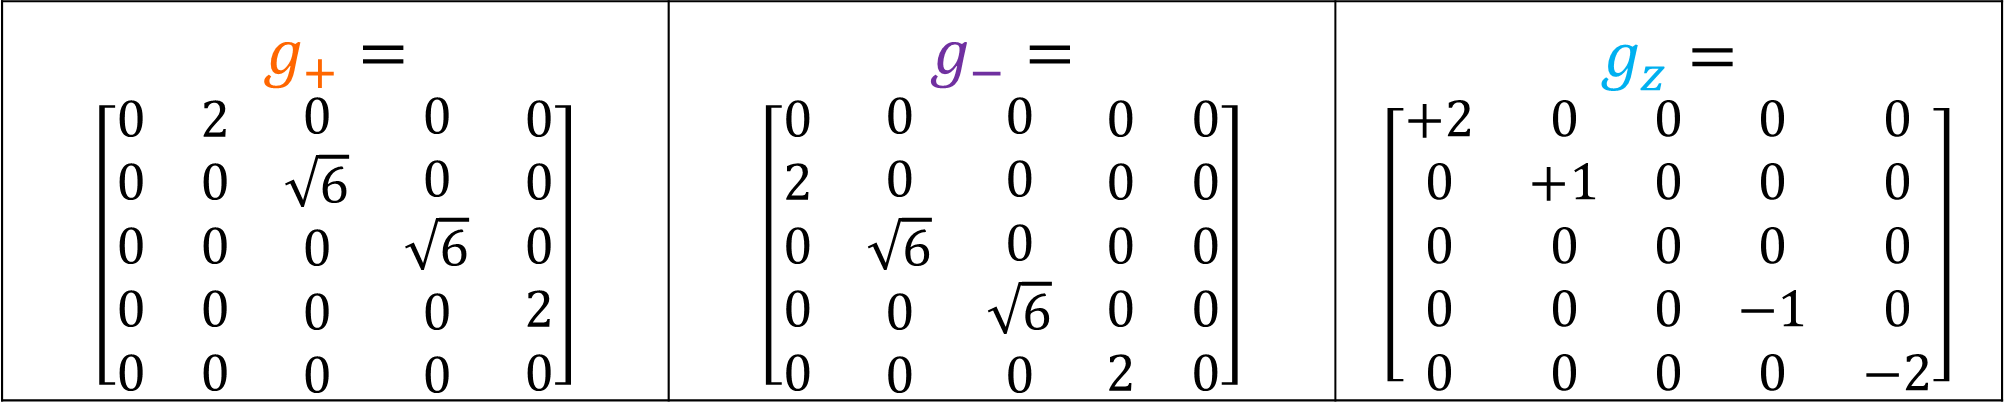 g₊ =
0 2 0 0 0
0 0 √6 0 0
0 0 0 √6 0
0 0 0 0 2
0 0 0 0 0
g₋ =
0 0 0 0 0
2 0 0 0 0
0 √6 0 0 0
0 0 √6 0 0
0 0 0 2 0
g_z =
+2 0 0 0 0
0 +1 0 0 0
0 0 0 0 0
0 0 0 −1 0
0 0 0 0 −2